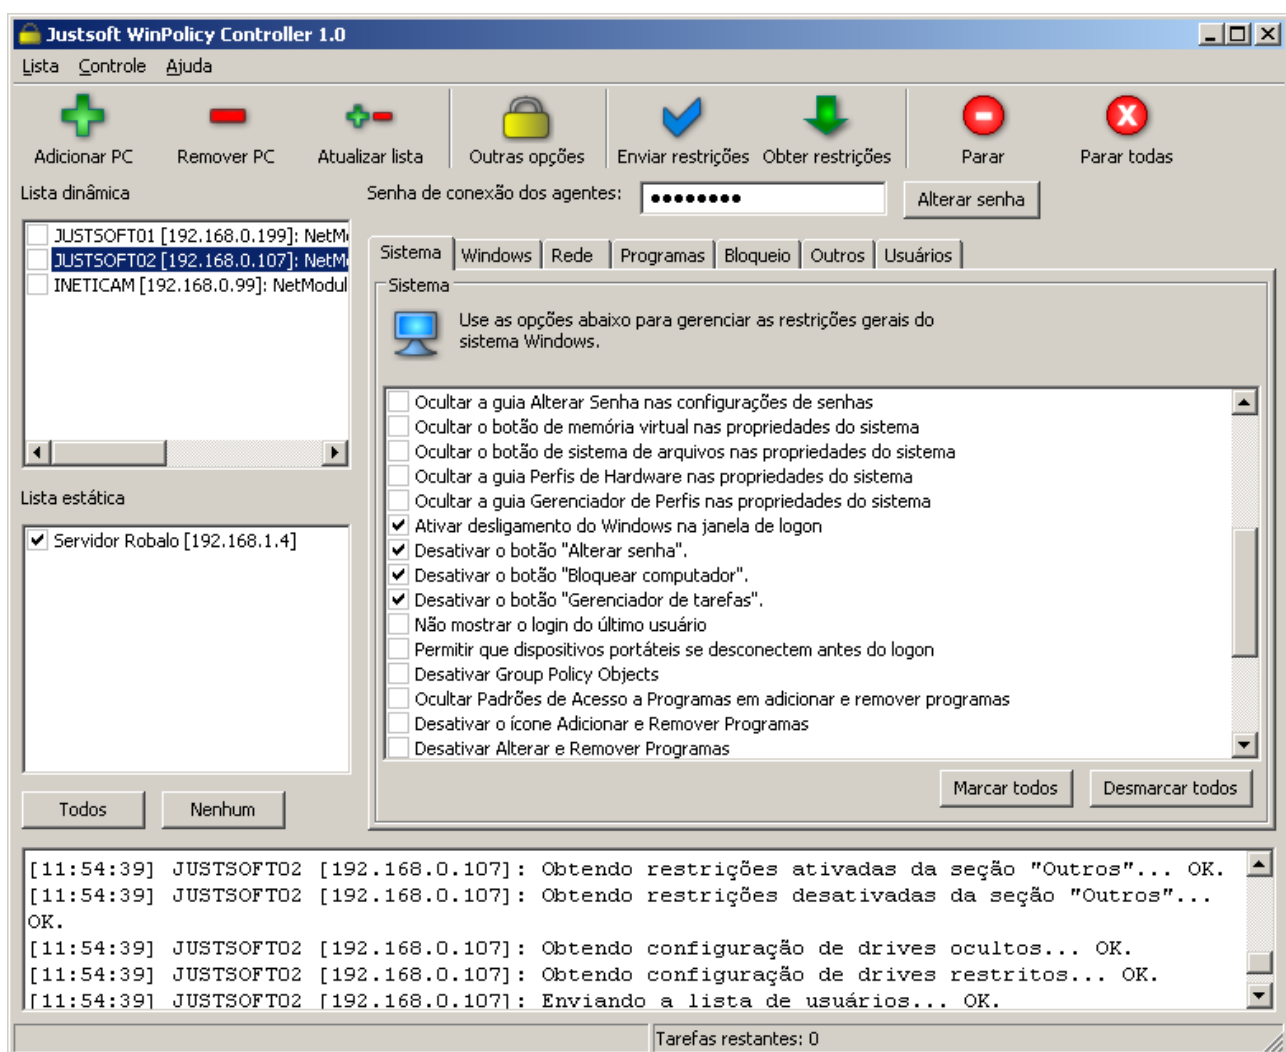 Justsoft WinPolicy Controller 1.0
Lista Controle Ajuda
Adicionar PC Remover PC Atualizar lista Outras opções Enviar restrições Obter restrições Parar Parar todas
Lista dinâmica
JUSTSOFT01 [192.168.0.199]: NetM
JUSTSOFT02 [192.168.0.107]: NetM
INETICAM [192.168.0.99]: NetModul
Lista estática
Servidor Robalo [192.168.1.4]
Todos Nenhum
Senha de conexão dos agentes: ●●●●●●●● Alterar senha
Sistema Windows Rede Programas Bloqueio Outros Usuários
Sistema
Use as opções abaixo para gerenciar as restrições gerais do
sistema Windows.
Ocultar a guia Alterar Senha nas configurações de senhas
Ocultar o botão de memória virtual nas propriedades do sistema
Ocultar o botão de sistema de arquivos nas propriedades do sistema
Ocultar a guia Perfis de Hardware nas propriedades do sistema
Ocultar a guia Gerenciador de Perfis nas propriedades do sistema
Ativar desligamento do Windows na janela de logon
Desativar o botão "Alterar senha".
Desativar o botão "Bloquear computador".
Desativar o botão "Gerenciador de tarefas".
Não mostrar o login do último usuário
Permitir que dispositivos portáteis se desconectem antes do logon
Desativar Group Policy Objects
Ocultar Padrões de Acesso a Programas em adicionar e remover programas
Desativar o ícone Adicionar e Remover Programas
Desativar Alterar e Remover Programas
Marcar todos Desmarcar todos
[11:54:39] JUSTSOFT02 [192.168.0.107]: Obtendo restrições ativadas da seção "Outros"... OK.
[11:54:39] JUSTSOFT02 [192.168.0.107]: Obtendo restrições desativadas da seção "Outros"...
OK.
[11:54:39] JUSTSOFT02 [192.168.0.107]: Obtendo configuração de drives ocultos... OK.
[11:54:39] JUSTSOFT02 [192.168.0.107]: Obtendo configuração de drives restritos... OK.
[11:54:39] JUSTSOFT02 [192.168.0.107]: Enviando a lista de usuários... OK.
Tarefas restantes: 0